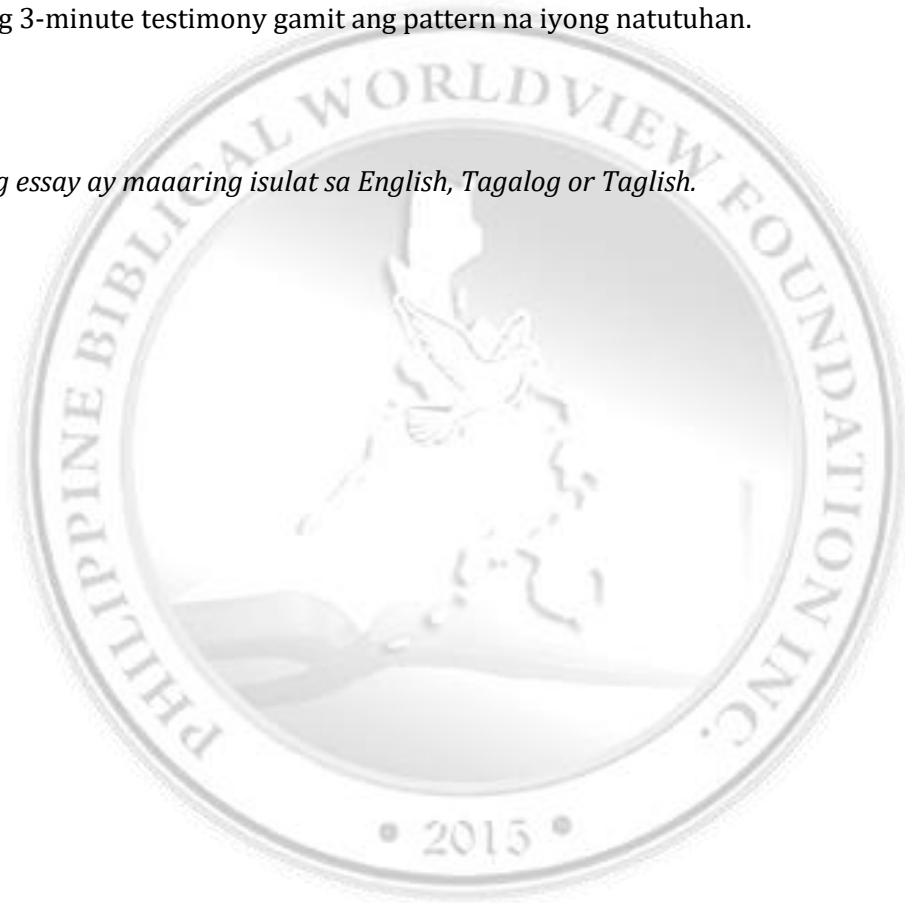 g 3-minute testimony gamit ang pattern na iyong natutuhan.
g essay ay maaaring isulat sa English, Tagalog or Taglish.
PHILIPPINE BIBLICAL WORLDVIEW FOUNDATION INC.
• 2015 •